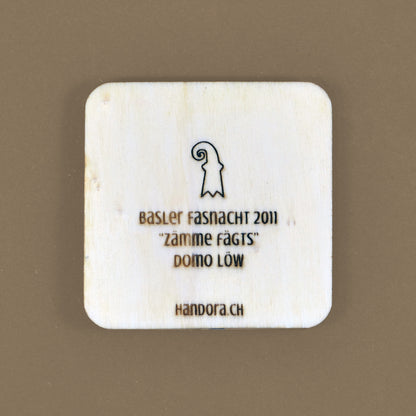 Basler Fasnacht 2011
"Zämme fägts"
Domo Löw
Handora.ch